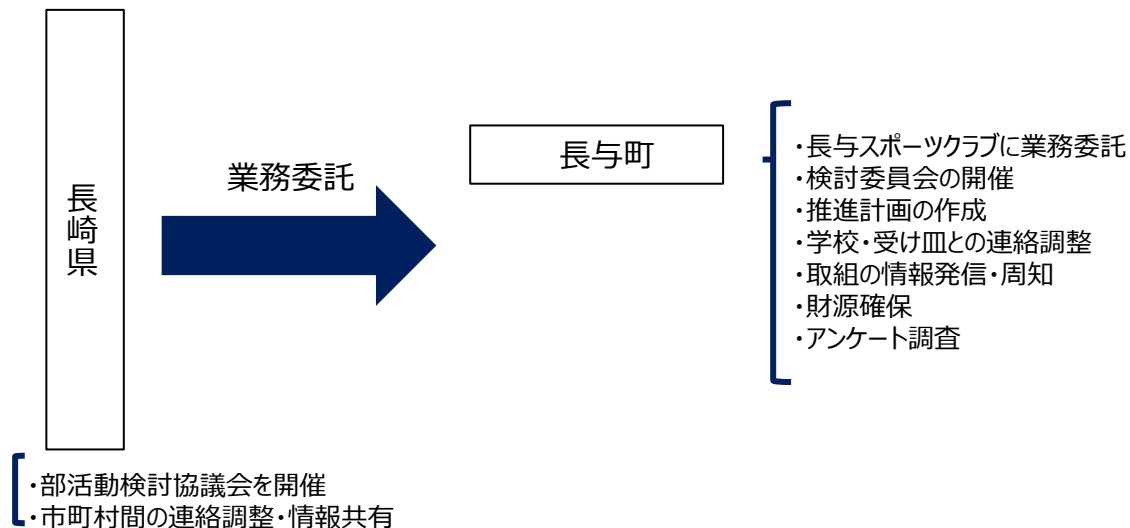 長崎県
業務委託
長与町
・長与スポーツクラブに業務委託
・検討委員会の開催
・推進計画の作成
・学校・受け皿との連絡調整
・取組の情報発信・周知
・財源確保
・アンケート調査
・部活動検討協議会を開催
・市町村間の連絡調整・情報共有